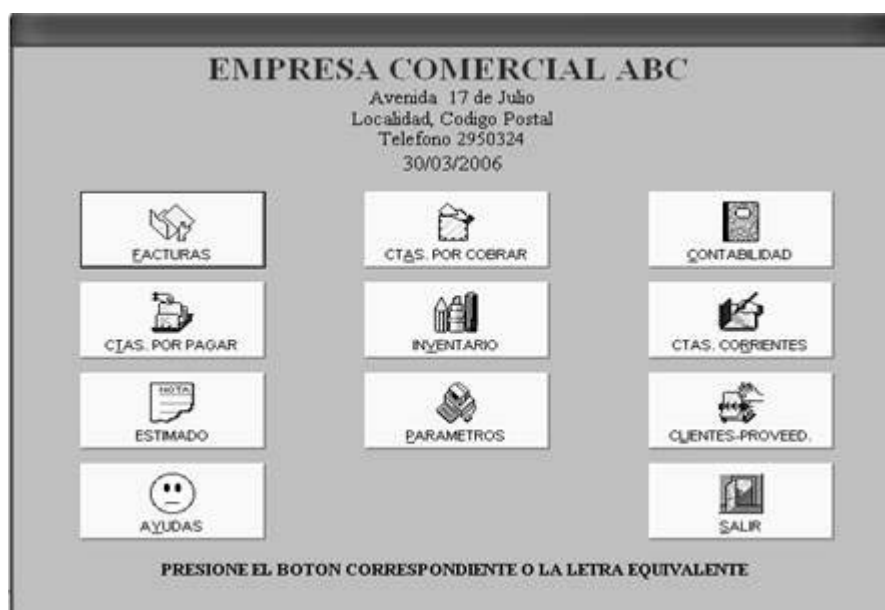 EMPRESA COMERCIAL ABC
Avenida 17 de Julio
Localidad, Codigo Postal
Telefono 2950324
30/03/2006
FACTURAS
CTAS. POR COBRAR
CONTABILIDAD
CTAS. POR PAGAR
INVENTARIO
CTAS. CORRIENTES
NOTA
ESTIMADO
PARAMETROS
CLIENTES-PROVEED.
AYUDAS
SALIR
PRESIONE EL BOTON CORRESPONDIENTE O LA LETRA EQUIVALENTE